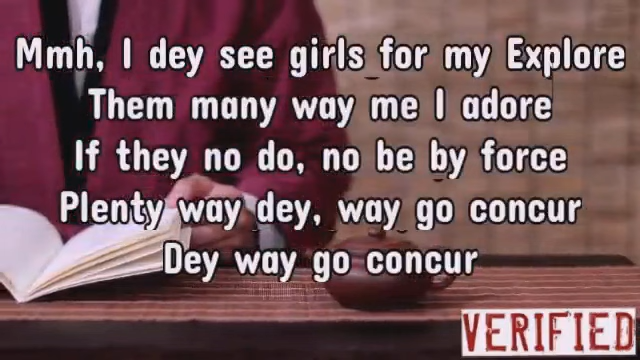 Mmh, I dey see girls for my Explore
Them many way me I adore
If they no do, no be by force
Plenty way dey, way go concur
Dey way go concur
VERIFIED